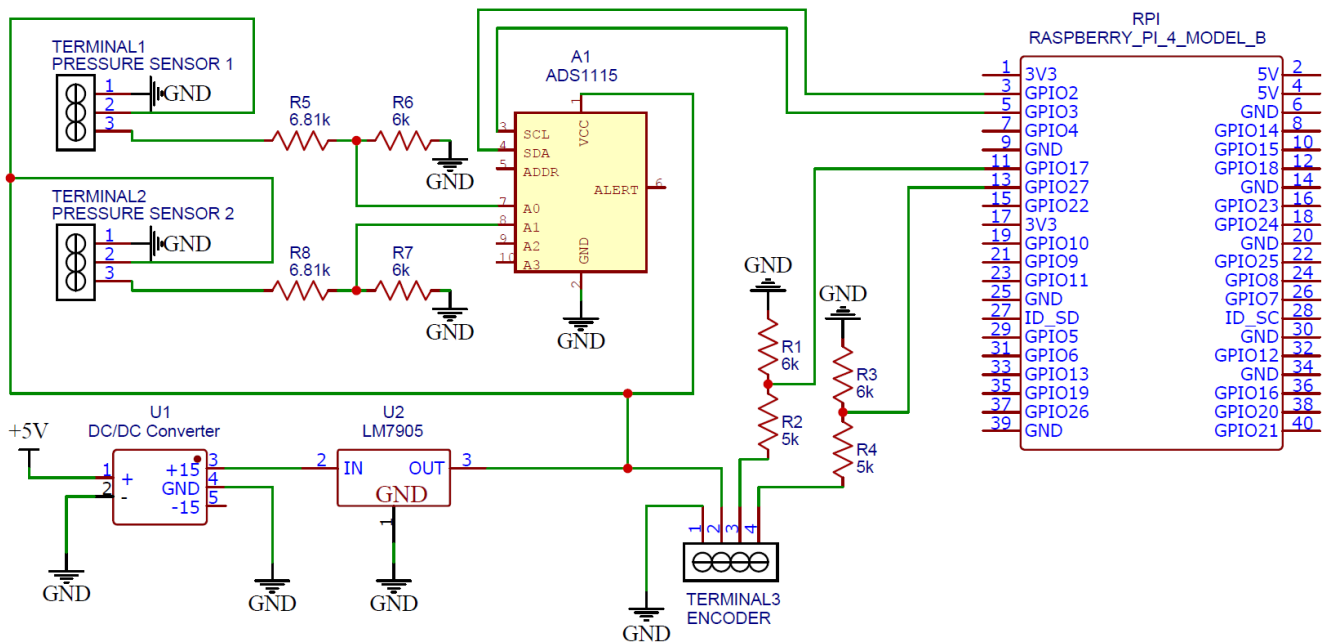 TERMINAL1
PRESSURE SENSOR 1
1
2
3
GND
R5
6.81k
R6
6k
GND
TERMINAL2
PRESSURE SENSOR 2
1
2
3
GND
R8
6.81k
R7
6k
GND
A1
ADS1115
1
VCC
3
SCL
4
SDA
5
ADDR
ALERT
6
7
A0
8
A1
9
A2
10
A3
GND
2
GND
RPI
RASPBERRY_PI_4_MODEL_B
1 3V3 5V 2
3 GPIO2 5V 4
5 GPIO3 GND 6
7 GPIO4 GPIO14 8
9 GND GPIO15 10
11 GPIO17 GPIO18 12
13 GPIO27 GND 14
15 GPIO22 GPIO23 16
17 3V3 GPIO24 18
19 GPIO10 GND 20
21 GPIO9 GPIO25 22
23 GPIO11 GPIO8 24
25 GND GPIO7 26
27 ID_SD ID_SC 28
29 GPIO5 GND 30
31 GPIO6 GPIO12 32
33 GPIO13 GND 34
35 GPIO19 GPIO16 36
37 GPIO26 GPIO20 38
39 GND GPIO21 40
GND
R1
6k
R2
5k
GND
R3
6k
R4
5k
+5V
U1
DC/DC Converter
1 + +15 3
2 - GND 4
-15 5
GND
GND
U2
LM7905
2 IN OUT 3
GND
1
GND
1 2 3 4
TERMINAL3
ENCODER
GND